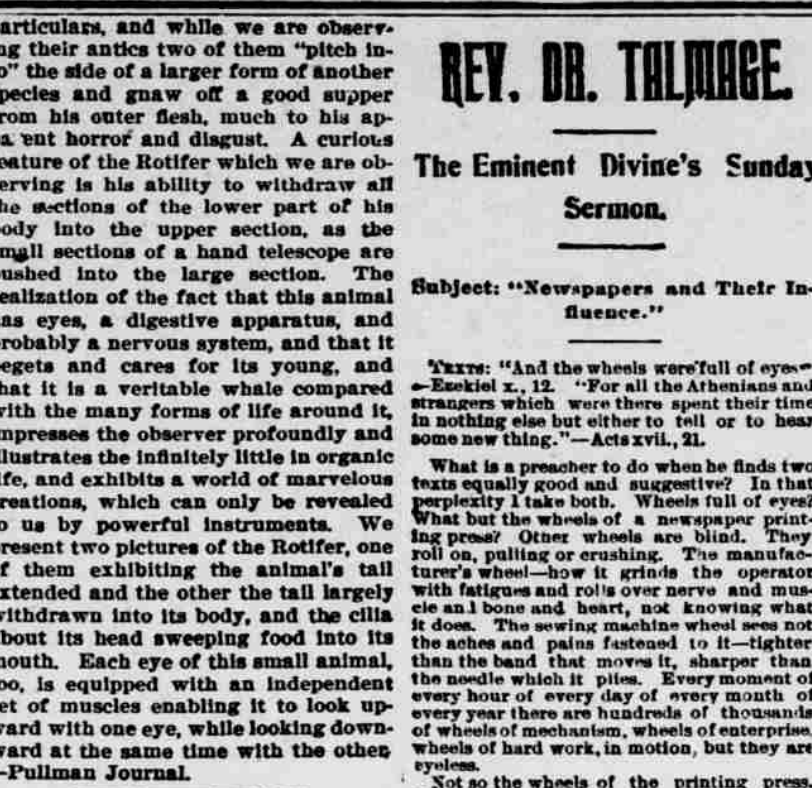 articulars, and while we are observ-
ng their antics two of them "pitch in-
o" the side of a larger form of another
pecies and gnaw off a good supper
rom his outer flesh, much to his ap-
a ent horror and disgust. A curious
eature of the Rotifer which we are ob-
erving is his ability to withdraw all
he sections of the lower part of his
ody into the upper section, as the
mall sections of a hand telescope are
ushed into the large section. The
ealization of the fact that this animal
as eyes, a digestive apparatus, and
robably a nervous system, and that it
egets and cares for its young, and
hat it is a veritable whale compared
with the many forms of life around it,
mpresses the observer profoundly and
llustrates the infinitely little in organic
ife, and exhibits a world of marvelous
reations, which can only be revealed
o us by powerful instruments. We
resent two pictures of the Rotifer, one
f them exhibiting the animal's tail
xtended and the other the tail largely
withdrawn into its body, and the cilia
bout its head sweeping food into its
mouth. Each eye of this small animal,
oo, is equipped with an independent
et of muscles enabling it to look up-
ward with one eye, while looking down-
ward at the same time with the other.
—Pullman Journal.
REV. DR. TALMAGE.
The Eminent Divine's Sunday
Sermon.
Subject: "Newspapers and Their In-
fluence."
TEXTS: "And the wheels were full of eyes"
—Ezekiel x., 12. "For all the Athenians and
strangers which were there spent their time
in nothing else but either to tell or to hear
some new thing."—Acts xvii., 21.
What is a preacher to do when he finds two
texts equally good and suggestive? In that
perplexity I take both. Wheels full of eyes?
What but the wheels of a newspaper print-
ing press? Other wheels are blind. They
roll on, pulling or crushing. The manufac-
turer's wheel—how it grinds the operator
with fatigues and rolls over nerve and mus-
cle and bone and heart, not knowing what
it does. The sewing machine wheel sees not
the aches and pains fastened to it—tighter
than the band that moves it, sharper than
the needle which it plies. Every moment of
every hour of every day of every month of
every year there are hundreds of thousands
of wheels of mechanism, wheels of enterprise,
wheels of hard work, in motion, but they are
eyeless.
Not so the wheels of the printing press.